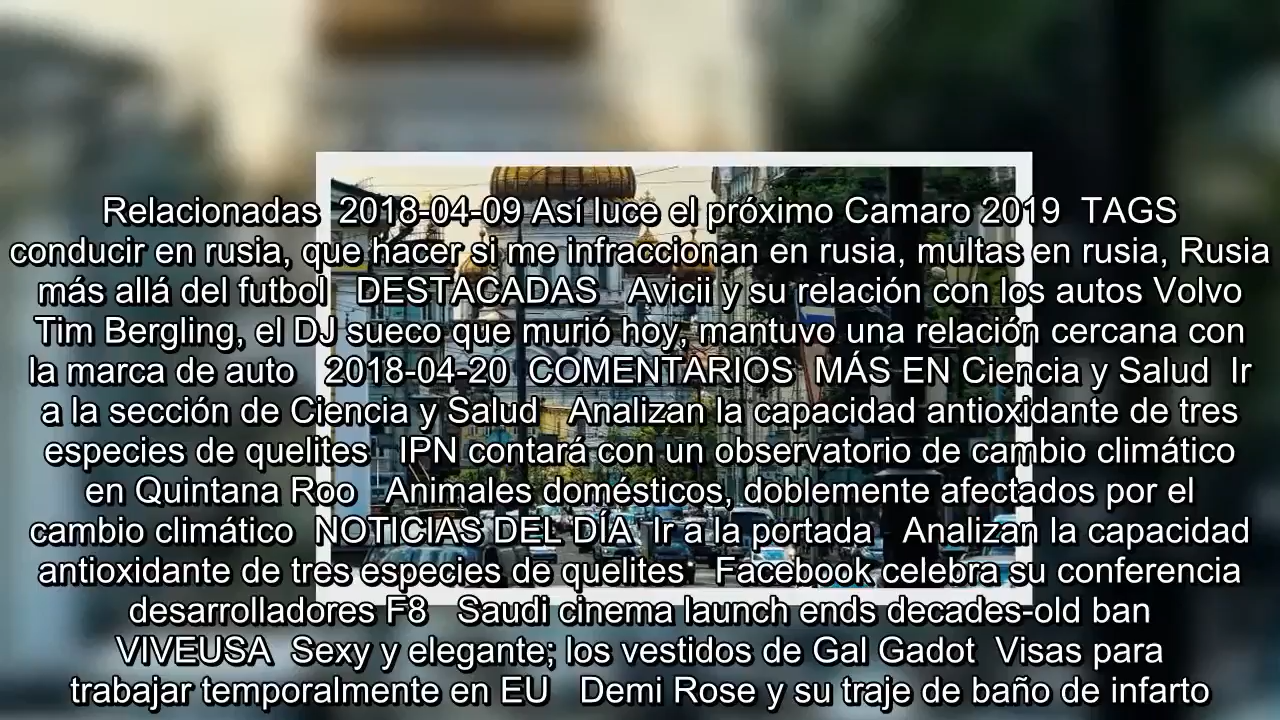 Relacionadas 2018-04-09 Así luce el próximo Camaro 2019 TAGS
conducir en rusia, que hacer si me infraccionan en rusia, multas en rusia, Rusia
más allá del futbol DESTACADAS Avicii y su relación con los autos Volvo
Tim Bergling, el DJ sueco que murió hoy, mantuvo una relación cercana con
la marca de auto 2018-04-20 COMENTARIOS MÁS EN Ciencia y Salud Ir
a la sección de Ciencia y Salud Analizan la capacidad antioxidante de tres
especies de quelites IPN contará con un observatorio de cambio climático
en Quintana Roo Animales domésticos, doblemente afectados por el
cambio climático NOTICIAS DEL DÍA Ir a la portada Analizan la capacidad
antioxidante de tres especies de quelites Facebook celebra su conferencia
desarrolladores F8 Saudi cinema launch ends decades-old ban
VIVEUSA Sexy y elegante; los vestidos de Gal Gadot Visas para
trabajar temporalmente en EU Demi Rose y su traje de baño de infarto